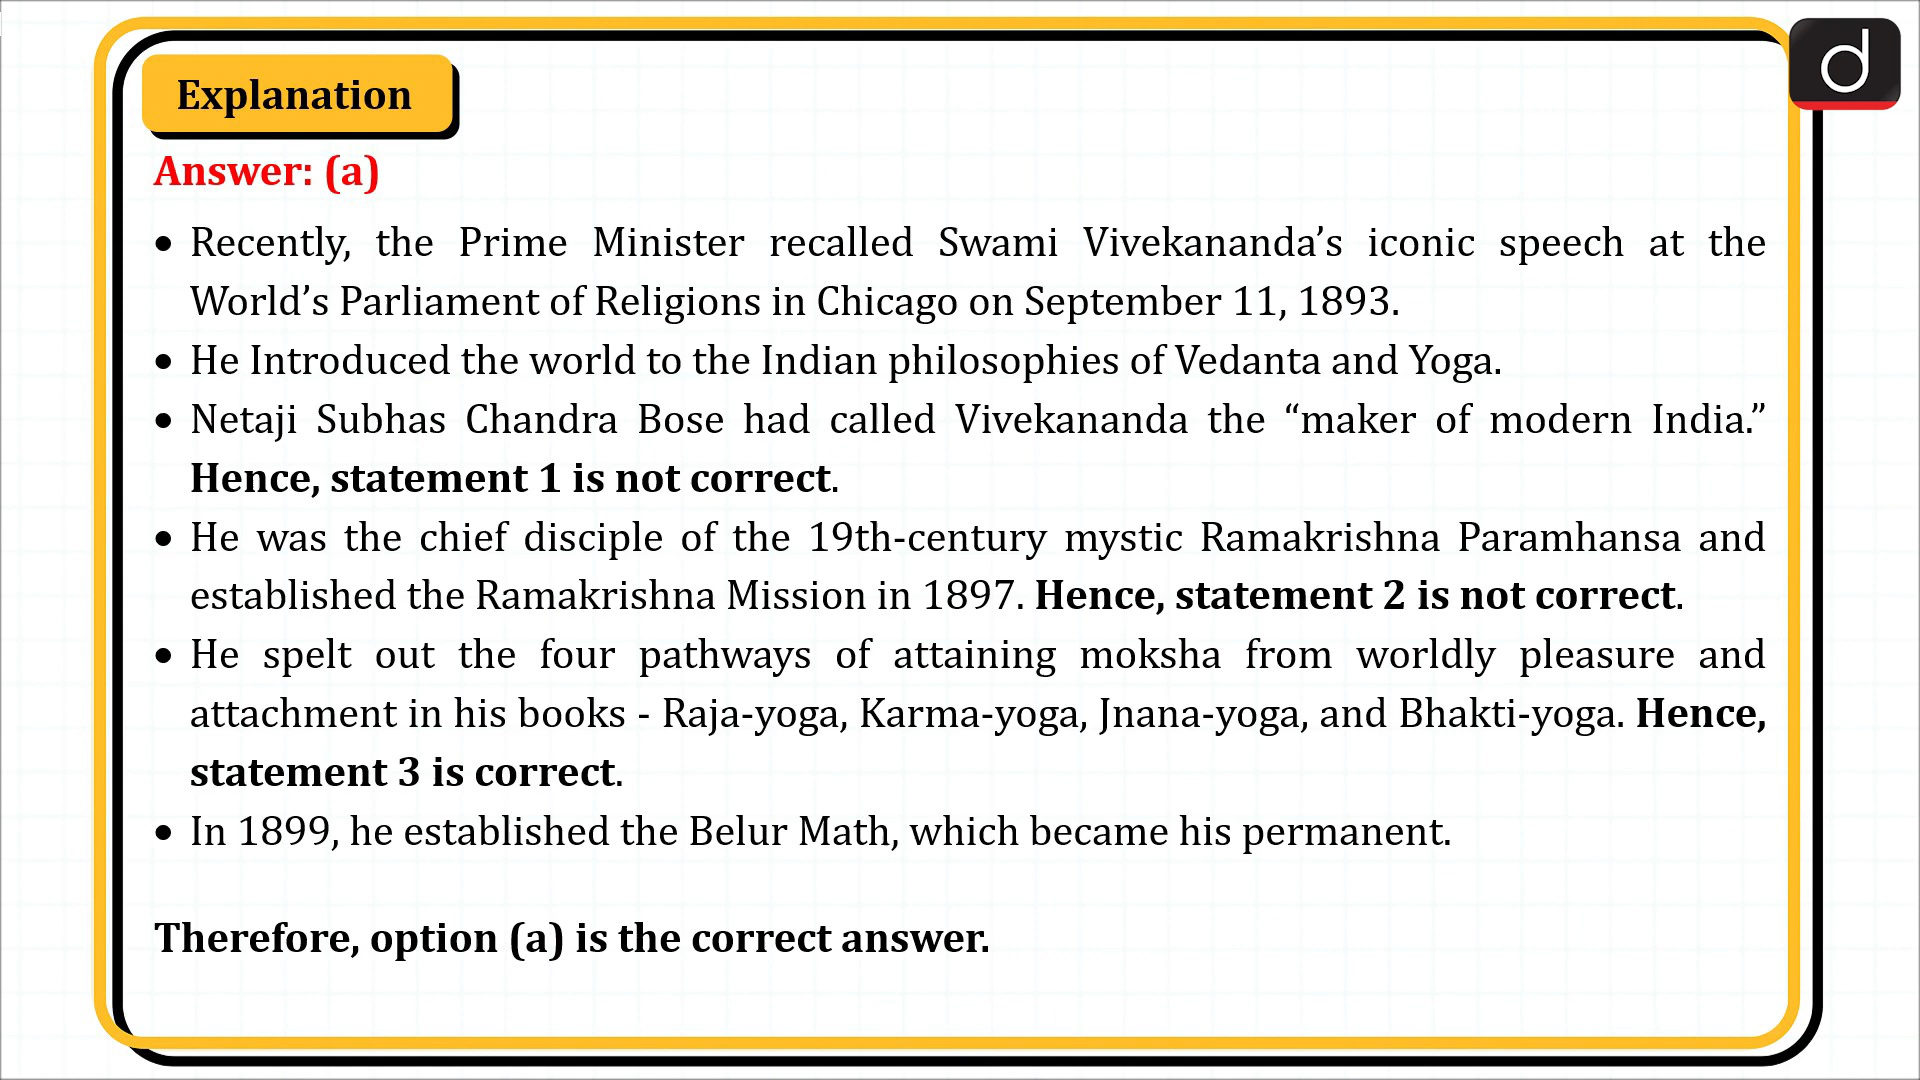 Explanation
Answer: (a)
• Recently, the Prime Minister recalled Swami Vivekananda’s iconic speech at the
World’s Parliament of Religions in Chicago on September 11, 1893.
• He Introduced the world to the Indian philosophies of Vedanta and Yoga.
• Netaji Subhas Chandra Bose had called Vivekananda the “maker of modern India.”
Hence, statement 1 is not correct.
• He was the chief disciple of the 19th-century mystic Ramakrishna Paramhansa and
established the Ramakrishna Mission in 1897. Hence, statement 2 is not correct.
• He spelt out the four pathways of attaining moksha from worldly pleasure and
attachment in his books - Raja-yoga, Karma-yoga, Jnana-yoga, and Bhakti-yoga. Hence,
statement 3 is correct.
• In 1899, he established the Belur Math, which became his permanent.
Therefore, option (a) is the correct answer.
d